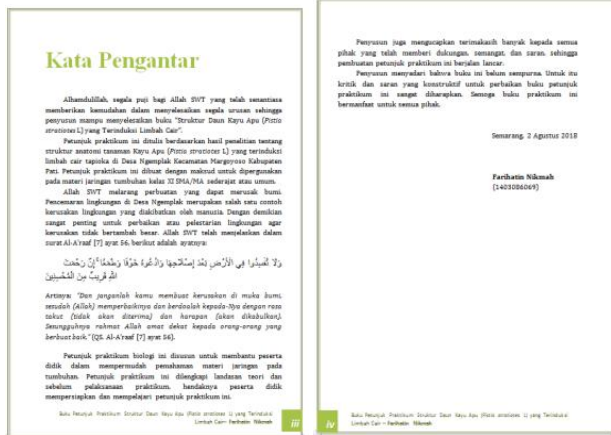 Kata Pengantar
Alhamdulillah, segala puji bagi Allah SWT yang telah senantiasa
memberikan kemudahan dalam menyelesaikan segala urusan sehingga
penyusun mampu menyelesaikan buku "Struktur Daun Kayu Apu (Pistia
stratiotes L) yang Terinduksi Limbah Cair".
Petunjuk praktikum ini ditulis berdasarkan hasil penelitian tentang
struktur anatomi tanaman Kayu Apu (Pistia stratiotes L) yang terinduksi
limbah cair tapioka di Desa Ngemplak Kecamatan Margoyoso Kabupaten
Pati. Petunjuk praktikum ini dibuat dengan maksud untuk dipergunakan
pada materi jaringan tumbuhan kelas XI SMA/MA sederajat atau umum.
Allah SWT melarang perbuatan yang dapat merusak bumi.
Pencemaran lingkungan di Desa Ngemplak merupakan salah satu contoh
kerusakan lingkungan yang diakibatkan oleh manusia. Dengan demikian
sangat penting untuk perbaikan atau pelestarian lingkungan agar
kerusakan tidak bertambah besar. Allah SWT telah menjelaskan dalam
surat Al-A'raaf [7] ayat 56, berikut adalah ayatnya:
وَلَا تُفْسِدُوا فِي الْأَرْضِ بَعْدَ إِصْلَاحِهَا وَادْعُوهُ خَوْفًا وَطَمَعًا ۚ إِنَّ رَحْمَتَ
اللَّهِ قَرِيبٌ مِنَ الْمُحْسِنِينَ
Artinya: "Dan janganlah kamu membuat kerusakan di muka bumi,
sesudah (Allah) memperbaikinya dan berdoalah kepada-Nya dengan rasa
takut (tidak akan diterima) dan harapan (akan dikabulkan).
Sesungguhnya rahmat Allah amat dekat kepada orang-orang yang
berbuat baik." (QS. Al-A'raaf [7] ayat 56).
Petunjuk praktikum biologi ini disusun untuk membantu peserta
didik dalam mempermudah pemahaman materi jaringan pada
tumbuhan. Petunjuk praktikum ini dilengkapi landasan teori dan
sebelum pelaksanaan praktikum, hendaknya peserta didik
mempersiapkan dan mempelajari petunjuk praktikum ini.
Buku Petunjuk Praktikum Struktur Daun Kayu Apu (Pistia stratiotes L) yang Terinduksi
Limbah Cair– Farihatin Nikmah
iii
Penyusun juga mengucapkan terimakasih banyak kepada semua
pihak yang telah memberi dukungan, semangat, dan saran, sehingga
pembuatan petunjuk praktikum ini berjalan lancar.
Penyusun menyadari bahwa buku ini belum sempurna. Untuk itu
kritik dan saran yang konstruktif untuk perbaikan buku petunjuk
praktikum ini sangat diharapkan. Semoga buku praktikum ini
bermanfaat untuk semua pihak.
Semarang, 2 Agustus 2018
Farihatin Nikmah
(1403086069)
iv
Buku Petunjuk Praktikum Struktur Daun Kayu Apu (Pistia stratiotes L) yang Terinduksi
Limbah Cair– Farihatin Nikmah